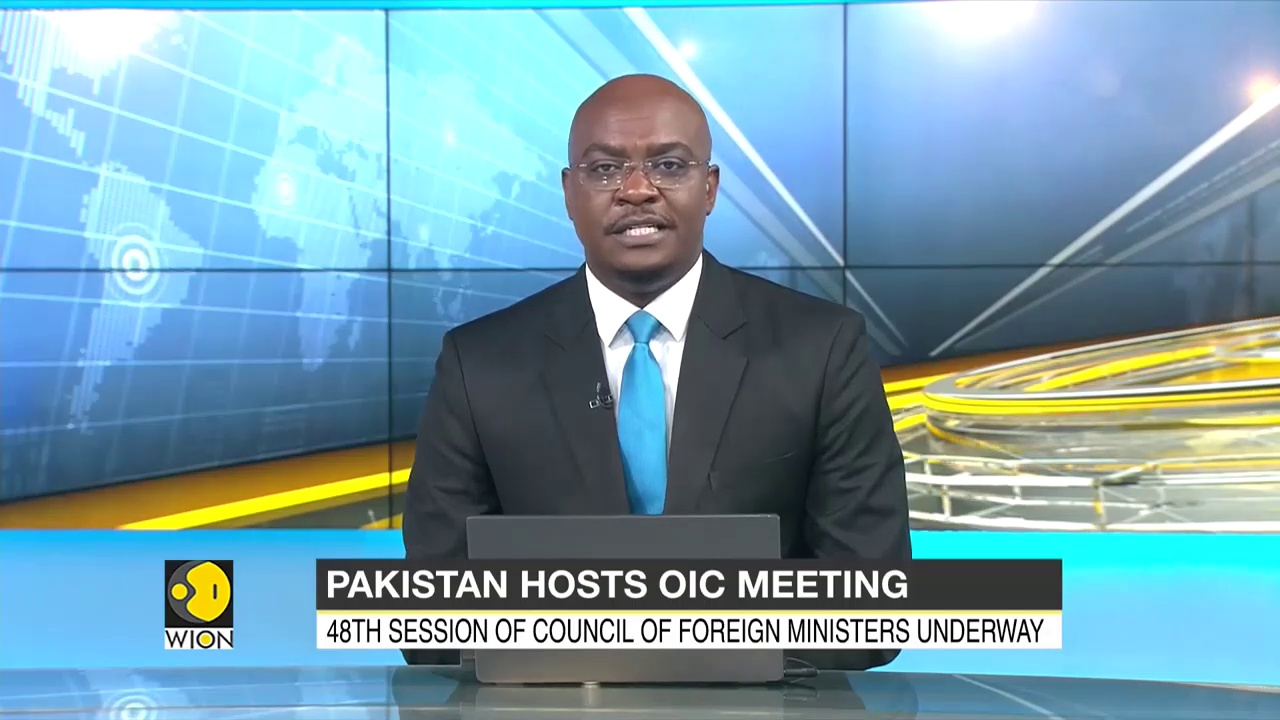 PAKISTAN HOSTS OIC MEETING
48TH SESSION OF COUNCIL OF FOREIGN MINISTERS UNDERWAY
WION